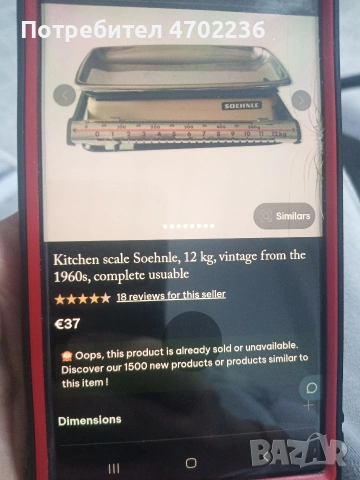 Потребител 4702236
SOEHNLE
Similars
Kitchen scale Soehnle, 12 kg, vintage from the
1960s, complete usuable
18 reviews for this seller
€37
Oops, this product is already sold or unavailable.
Discover our 1500 new products or products similar to
this item !
Dimensions
BAZAR